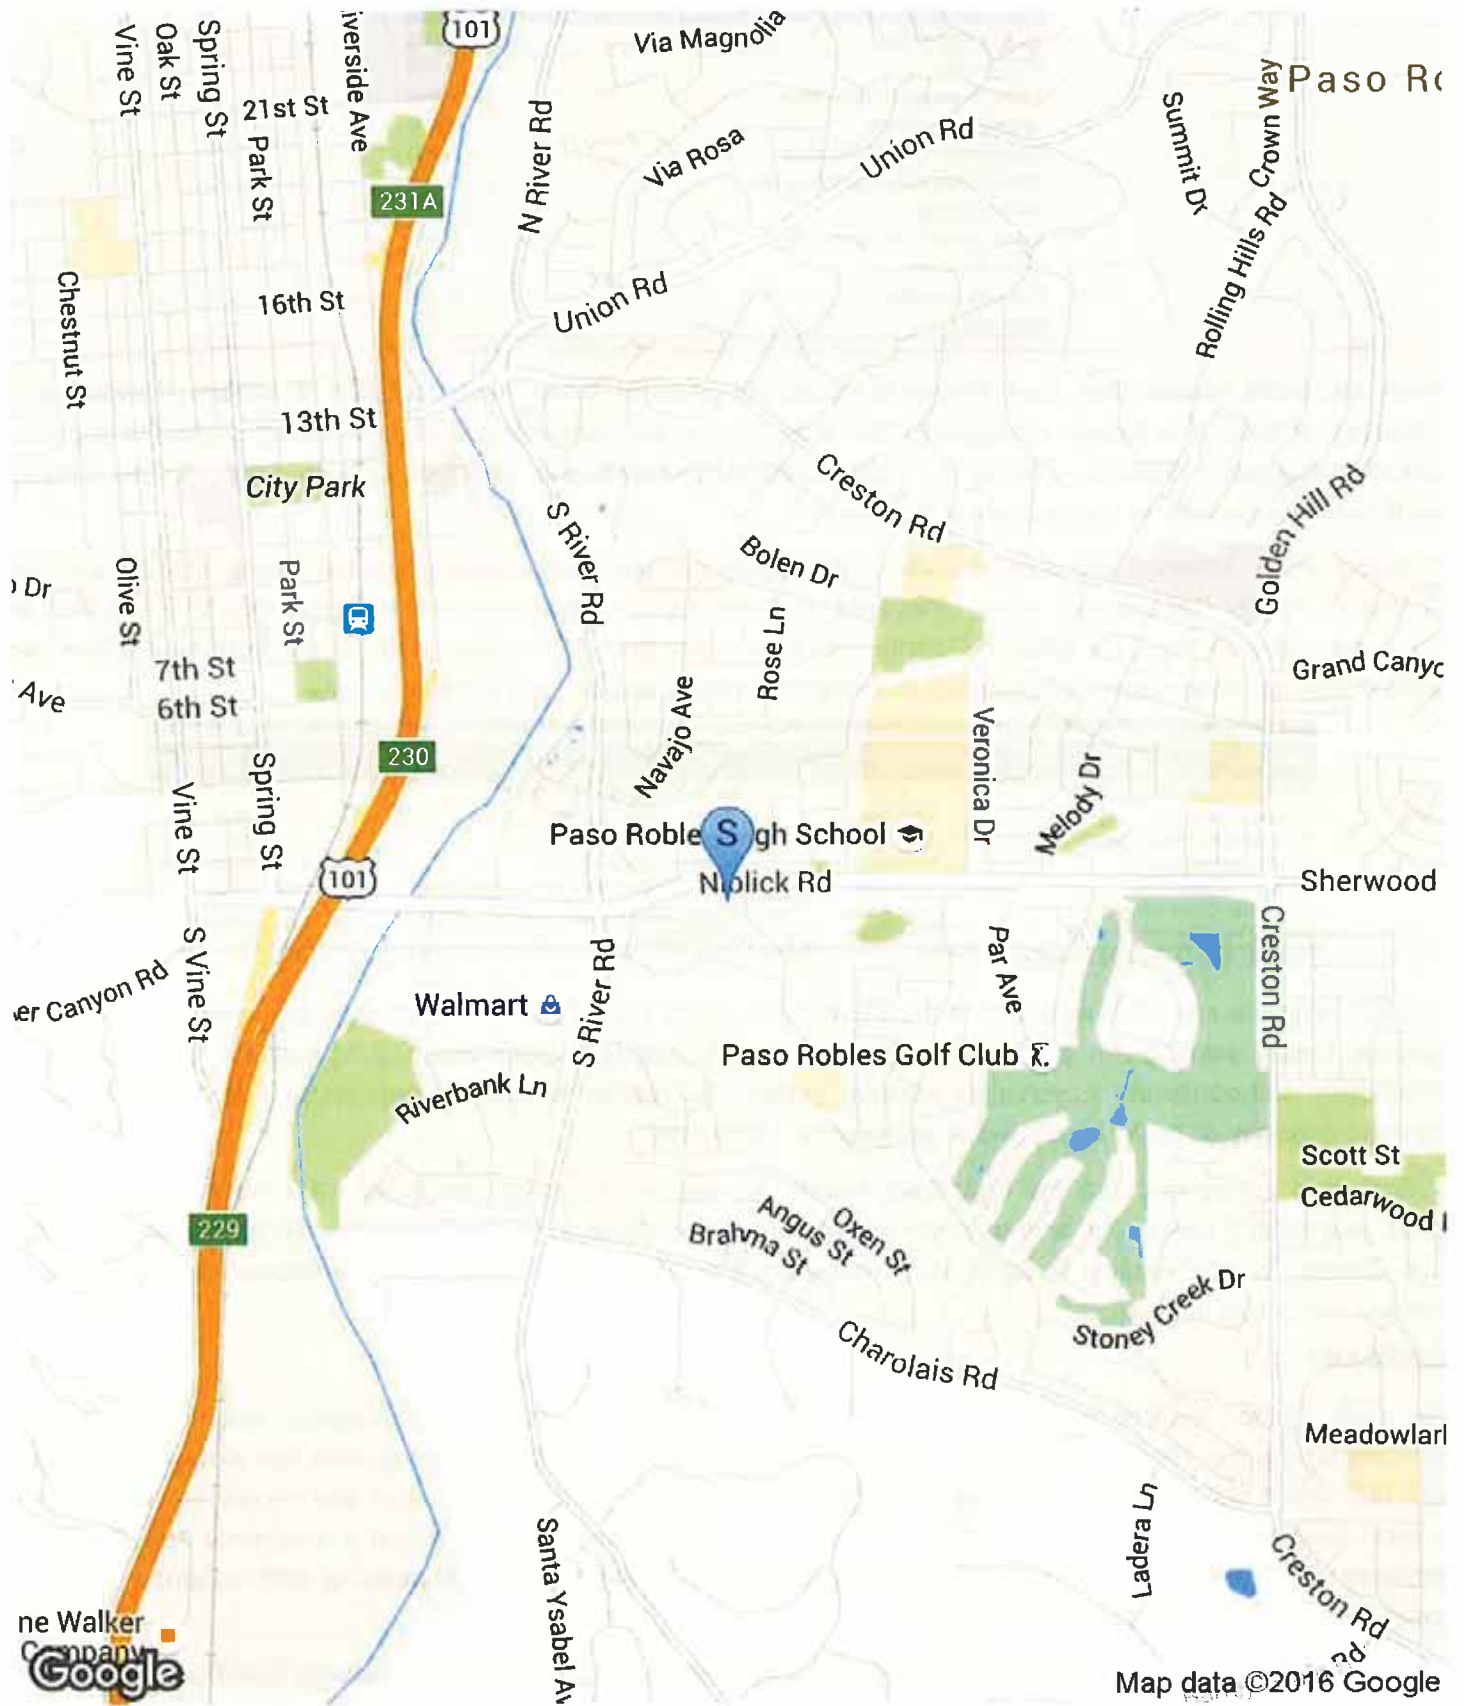 101
Via Magnolia
Vine St
Oak St
Spring St
iverside Ave
21st St
Park St
N River Rd
Via Rosa
Union Rd
Summit Dr
Crown Way
Paso Ro
231A
Rolling Hills Rd
Chestnut St
16th St
Union Rd
13th St
City Park
Creston Rd
Golden Hill Rd
S River Rd
Bolen Dr
Dr
Olive St
Park St
Rose Ln
7th St
Ave
6th St
Grand Canyo
Navajo Ave
Veronica Dr
230
Vine St
Spring St
Melody Dr
Paso Roble S gh School
101
Niblick Rd
Sherwood
S Vine St
er Canyon Rd
Walmart
S River Rd
Par Ave
Creston Rd
Paso Robles Golf Club
Riverbank Ln
Scott St
Cedarwood
229
Brahma St
Angus St
Oxen St
Stoney Creek Dr
Charolais Rd
Meadowlark
Ladera Ln
Santa Ysabel Av
Creston Rd
Rd
ne Walker
Company
Google
Map data ©2016 Google